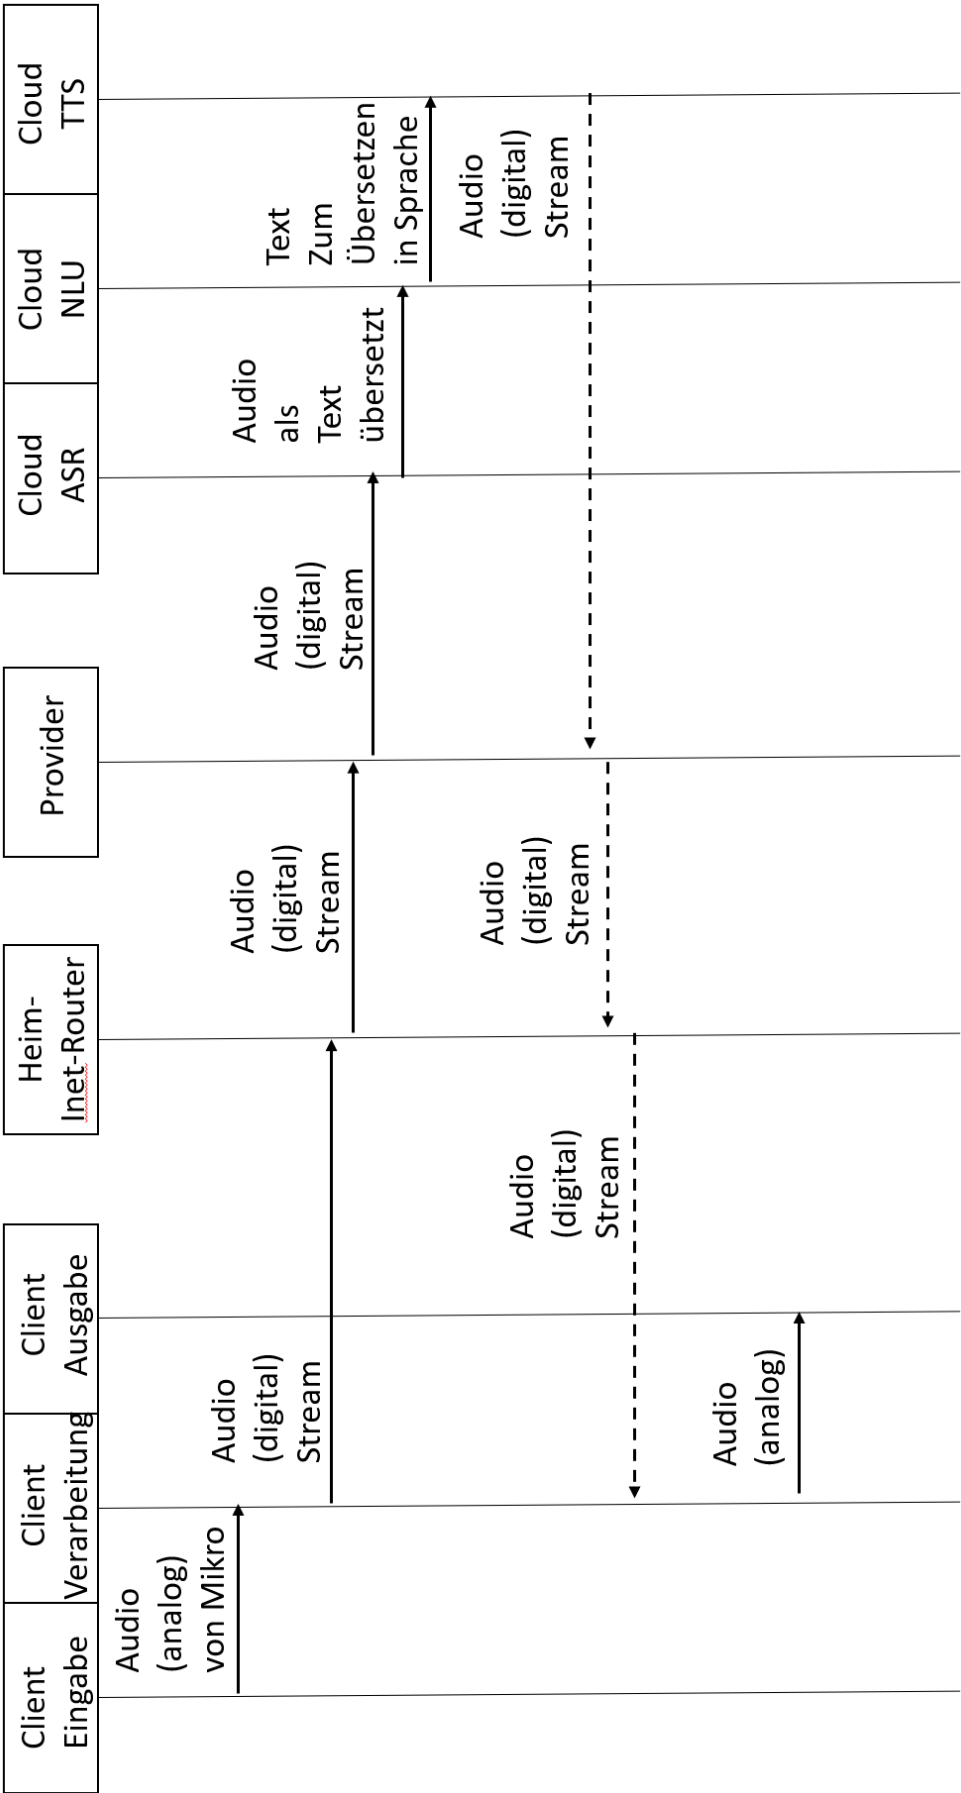 Client
Eingabe
Client
Verarbeitung
Client
Ausgabe
Heim-
Inet-Router
Provider
Cloud
ASR
Cloud
NLU
Cloud
TTS
Audio
(analog)
von Mikro
Audio
(digital)
Stream
Audio
(digital)
Stream
Audio
(digital)
Stream
Audio
als
Text
übersetzt
Text
Zum
Übersetzen
in Sprache
Audio
(digital)
Stream
Audio
(digital)
Stream
Audio
(digital)
Stream
Audio
(analog)